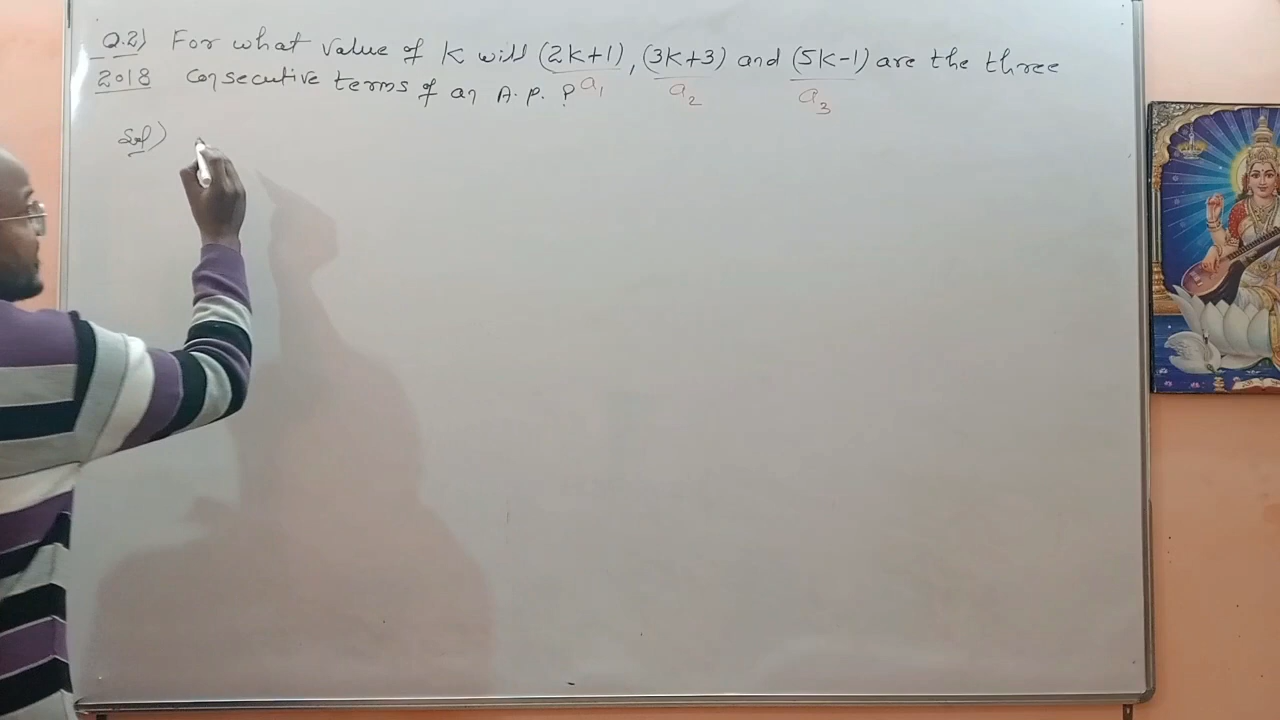 Q.2) For what value of K will (2k+1), (3k+3) and (5k-1) are the three
2018 consecutive terms of an A.P. ? a1 a2 a3
Sol)